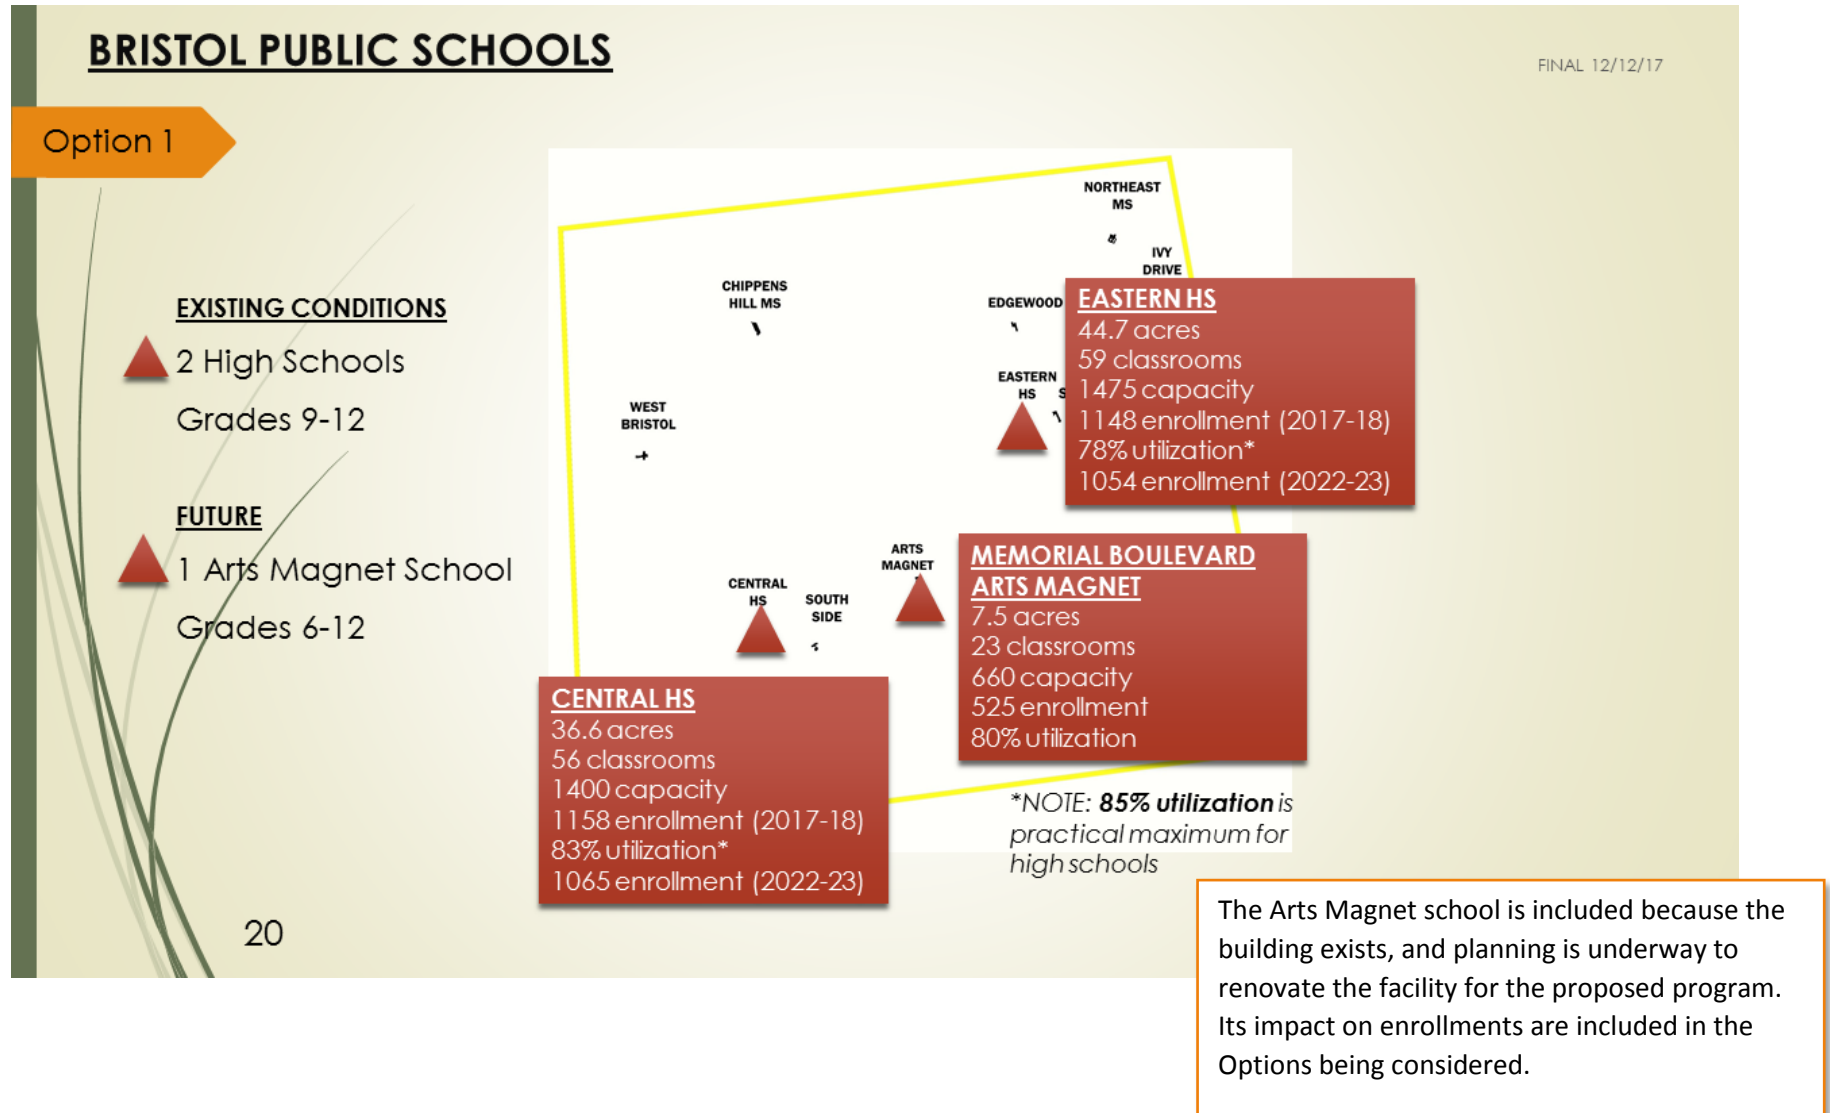 BRISTOL PUBLIC SCHOOLS
FINAL 12/12/17
Option 1
EXISTING CONDITIONS
2 High Schools
Grades 9-12
FUTURE
1 Arts Magnet School
Grades 6-12
NORTHEAST
MS
IVY
DRIVE
CHIPPENS
HILL MS
EDGEWOOD
EASTERN
HS
S
WEST
BRISTOL
ARTS
MAGNET
CENTRAL
HS
SOUTH
SIDE
EASTERN HS
44.7 acres
59 classrooms
1475 capacity
1148 enrollment (2017-18)
78% utilization*
1054 enrollment (2022-23)
MEMORIAL BOULEVARD
ARTS MAGNET
7.5 acres
23 classrooms
660 capacity
525 enrollment
80% utilization
CENTRAL HS
36.6 acres
56 classrooms
1400 capacity
1158 enrollment (2017-18)
83% utilization*
1065 enrollment (2022-23)
*NOTE: 85% utilization is
practical maximum for
high schools
20
The Arts Magnet school is included because the
building exists, and planning is underway to
renovate the facility for the proposed program.
Its impact on enrollments are included in the
Options being considered.